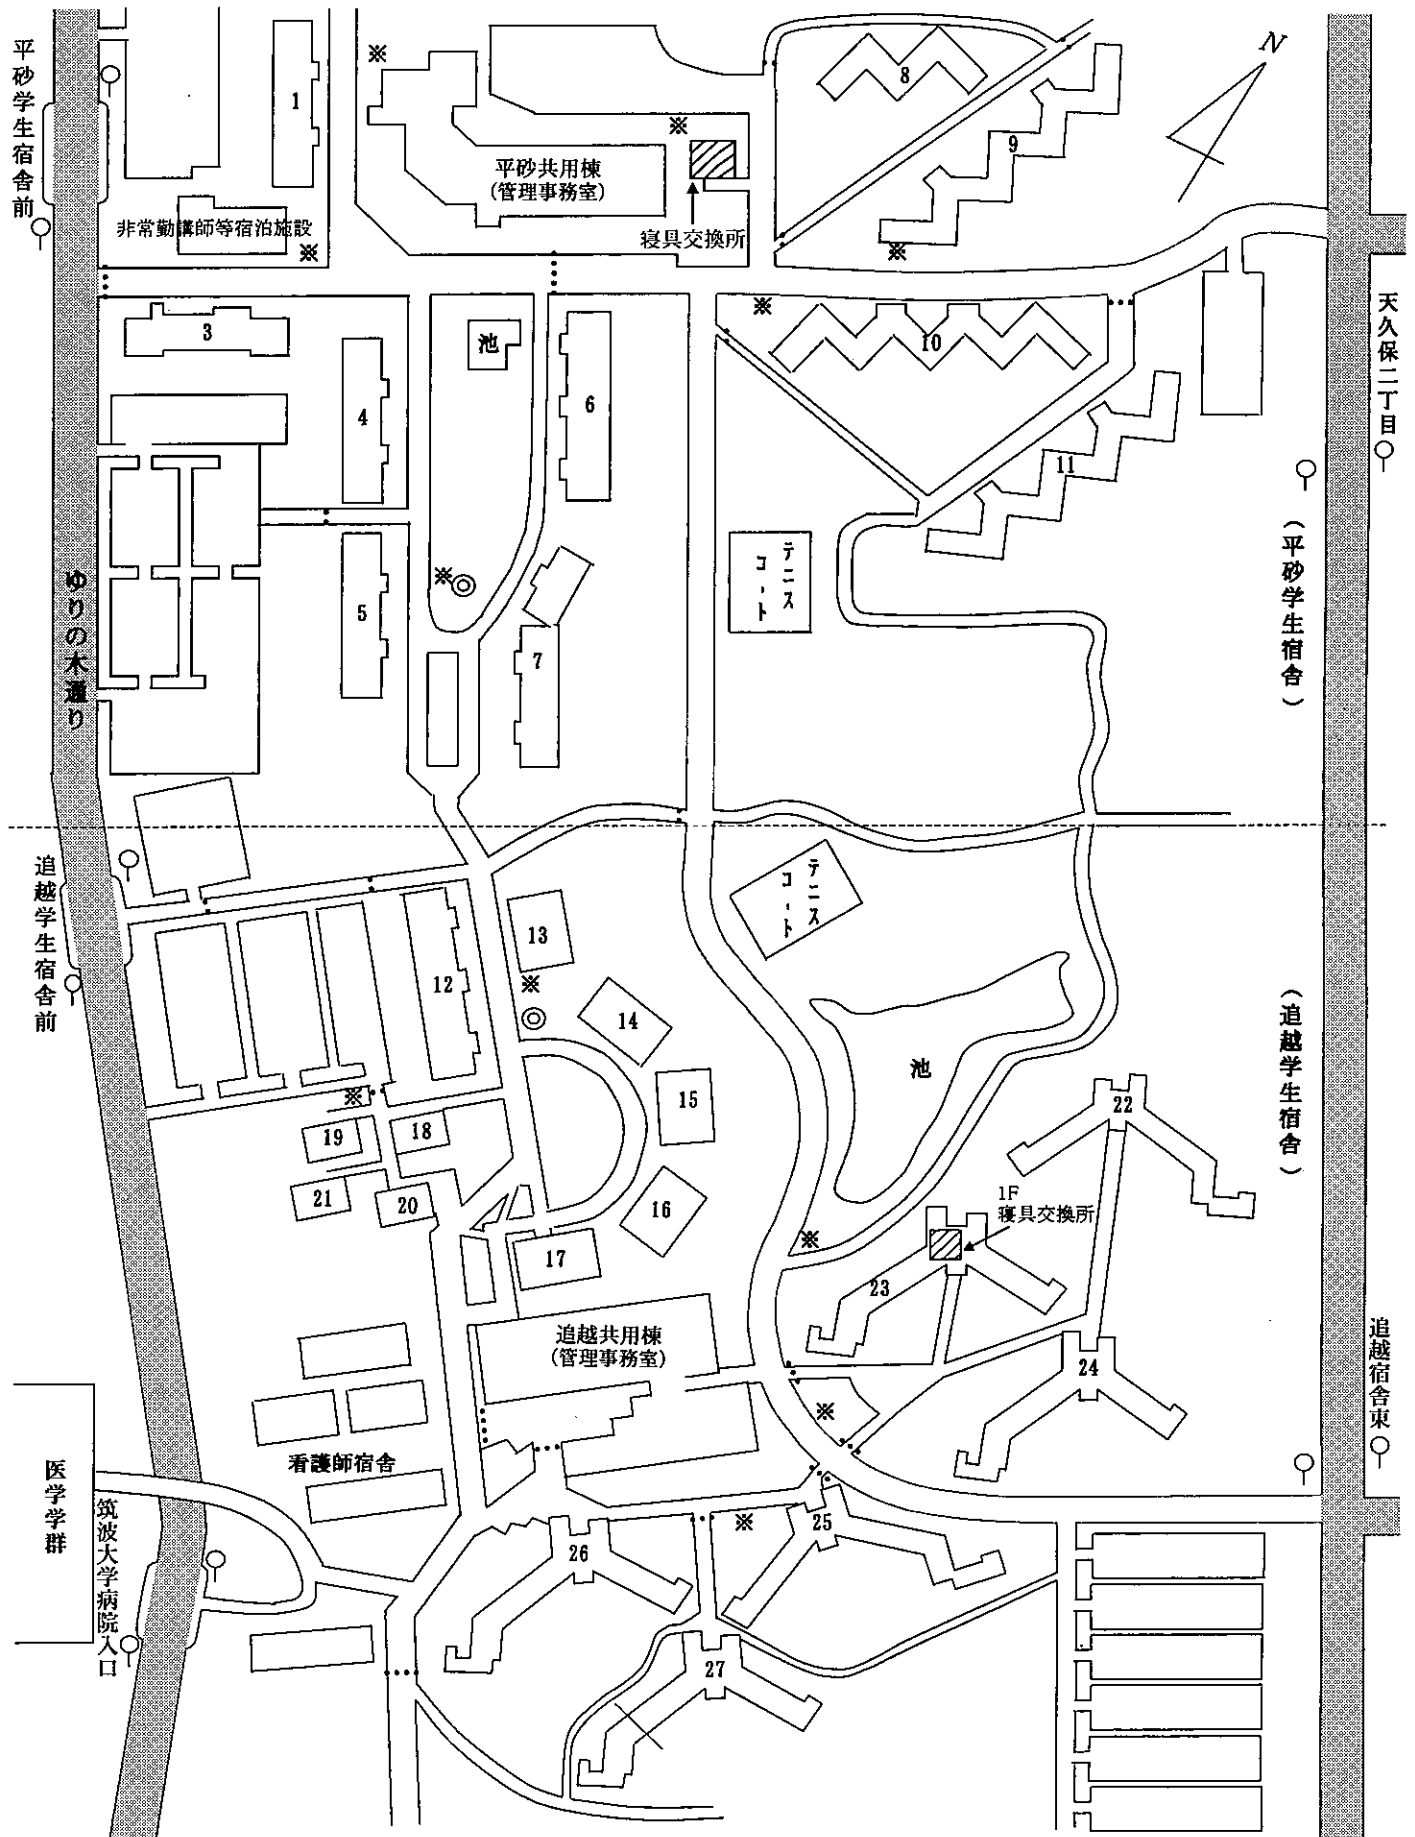 平砂学生宿舎前
1
※
8
N
※
9
平砂共用棟
(管理事務室)
非常勤講師等宿泊施設
※
寝具交換所
※
3
※
池
10
天久保二丁目
4
6
11
テニス
コート
(平砂学生宿舎)
※
ゆりの木通り
5
7
追越学生宿舎前
テニス
コート
13
12
※
14
(追越学生宿舎)
池
※
15
22
19
18
21
20
16
1F
寝具交換所
※
17
23
追越共用棟
(管理事務室)
24
追越宿舎東
※
看護師宿舎
医学学群
筑波大学病院入口
※
25
26
27